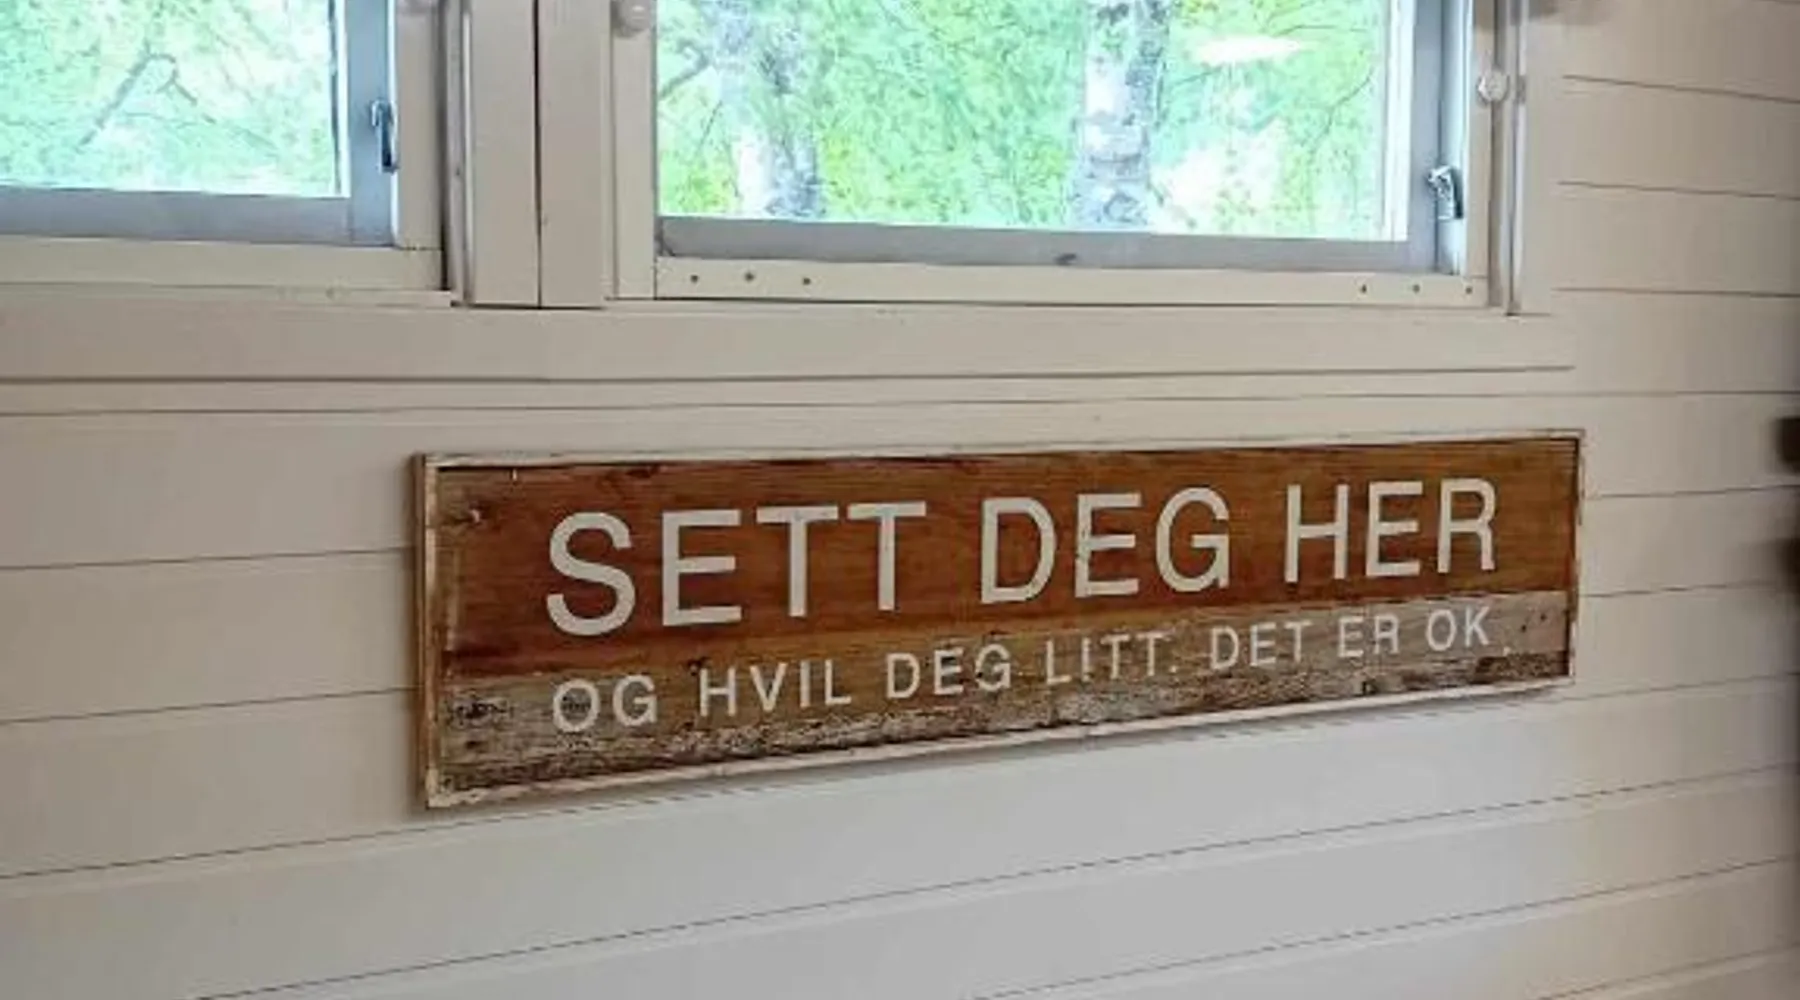 SETT DEG HER
OG HVIL DEG LITT. DET ER OK.